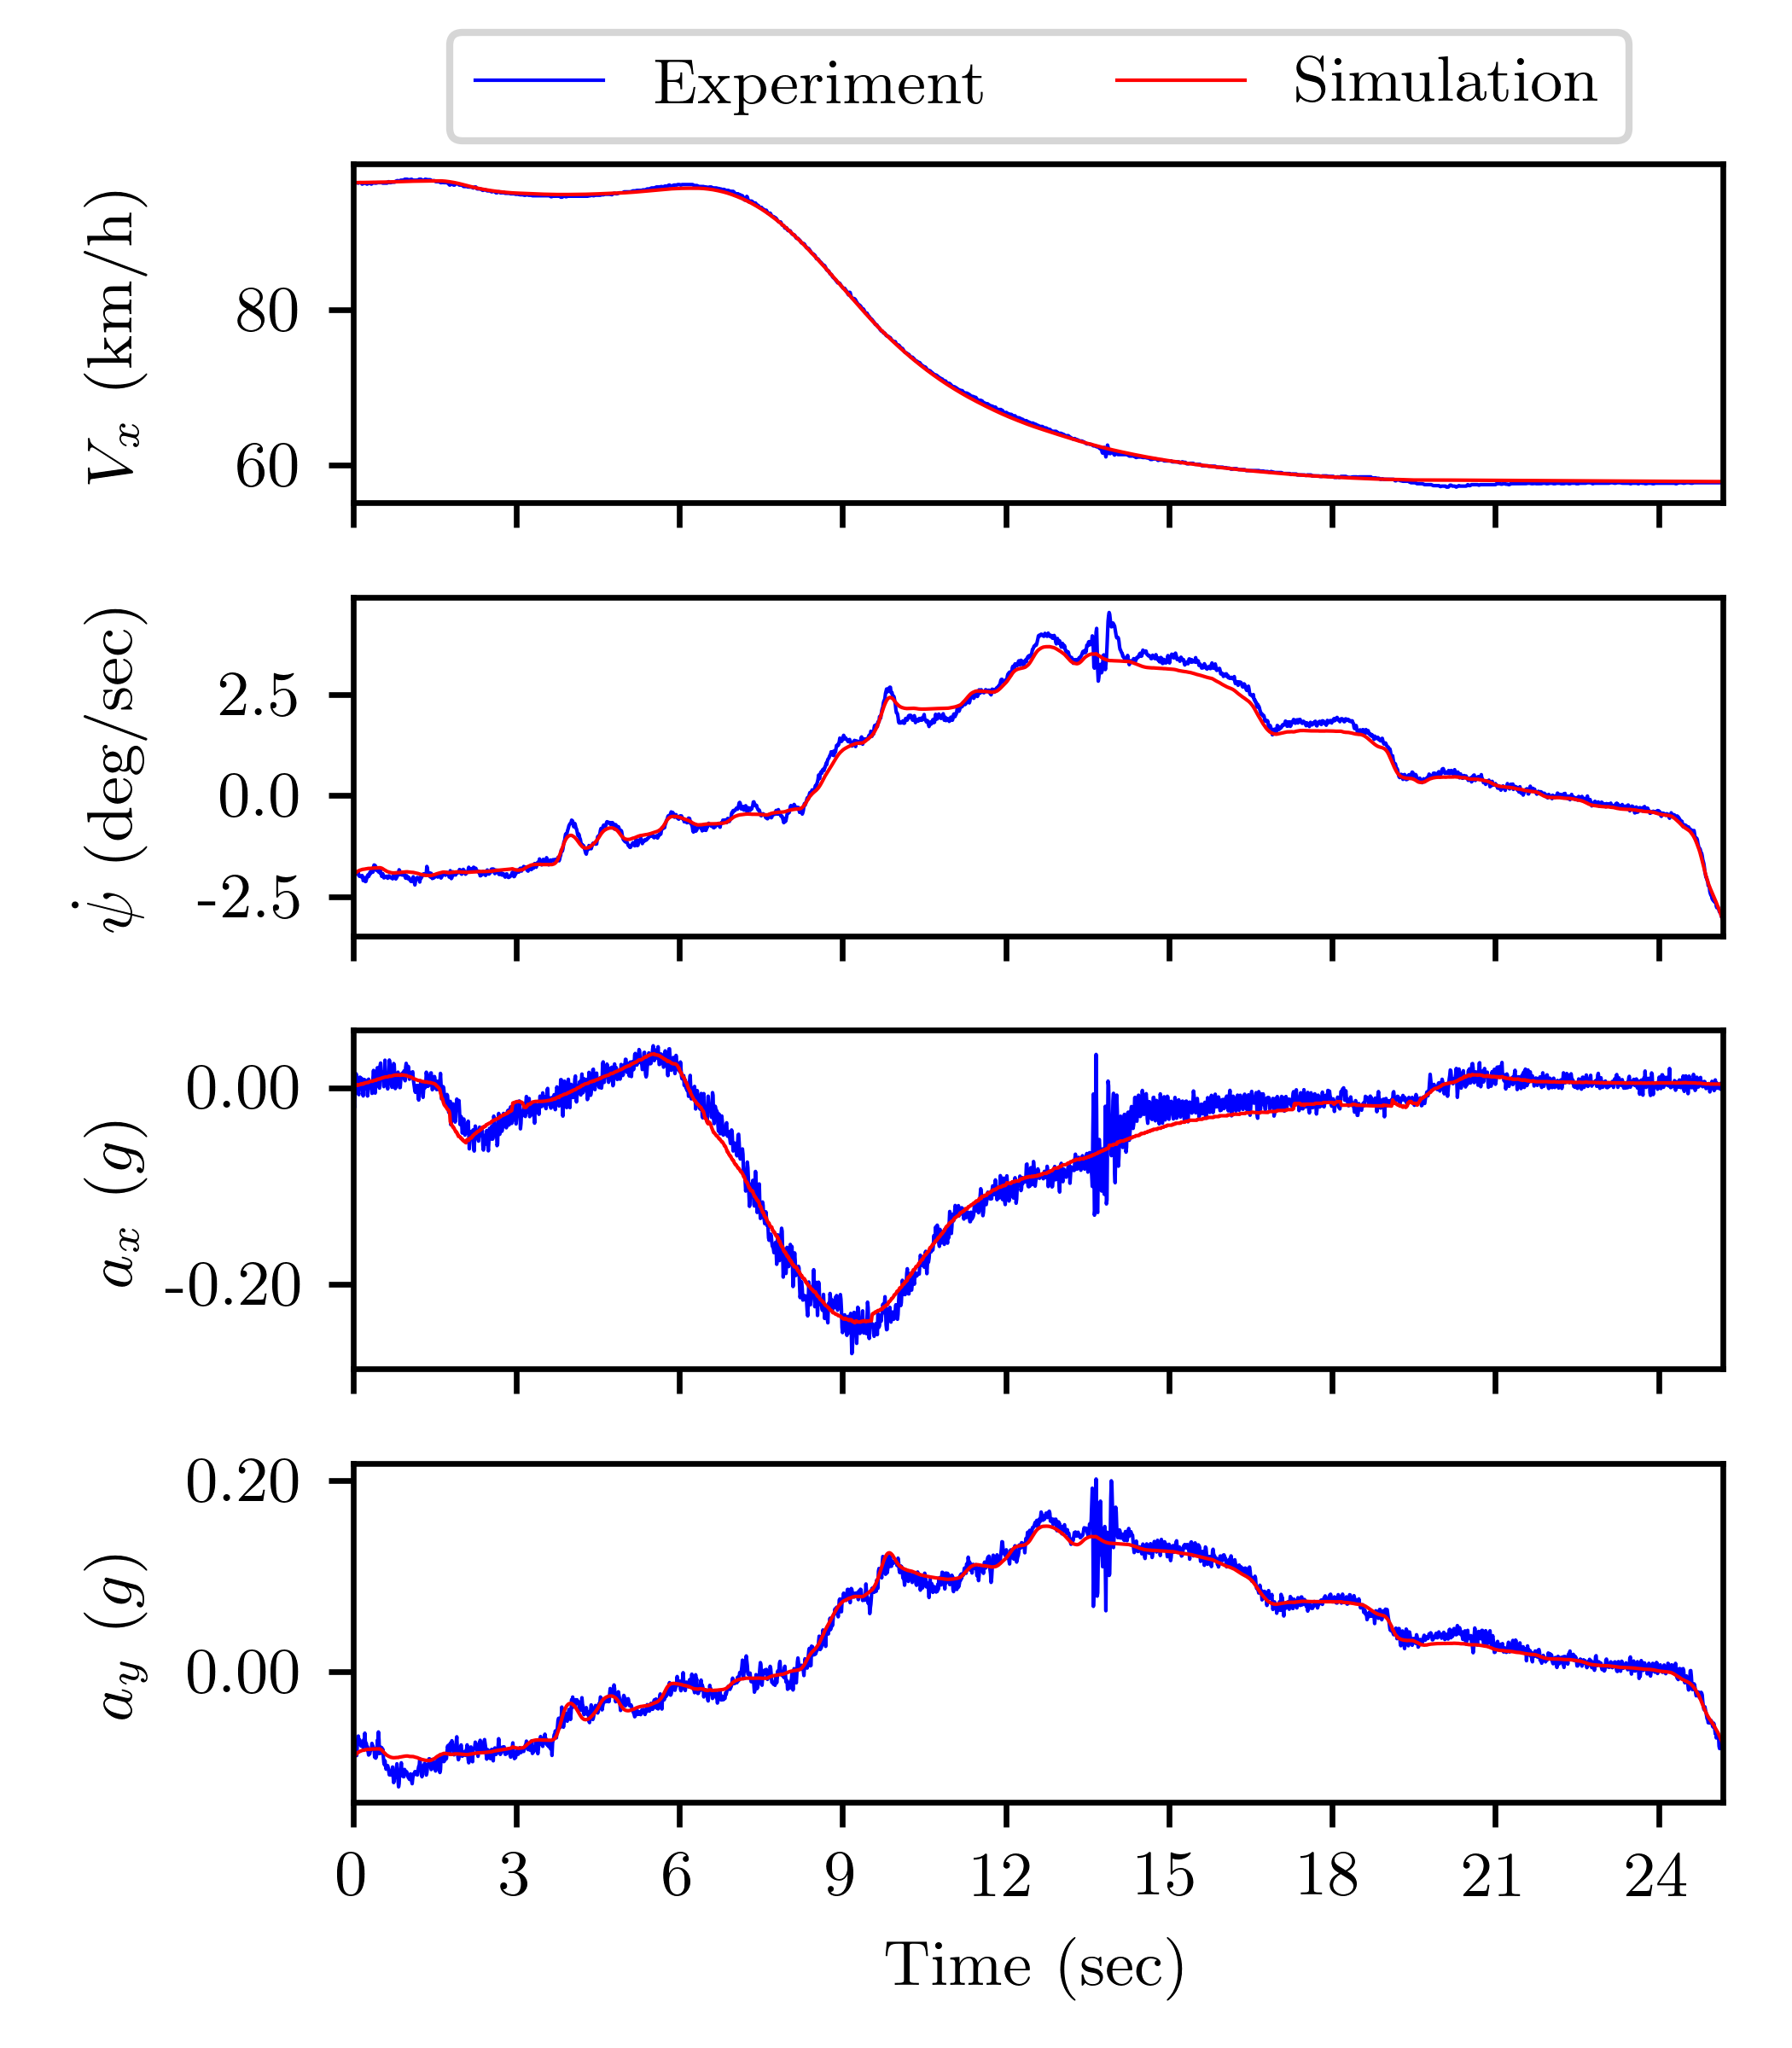 Experiment Simulation
V_x (km/h)
80
60
ψ̇ (deg/sec)
2.5
0.0
-2.5
a_x (g)
0.00
-0.20
a_y (g)
0.20
0.00
0 3 6 9 12 15 18 21 24
Time (sec)